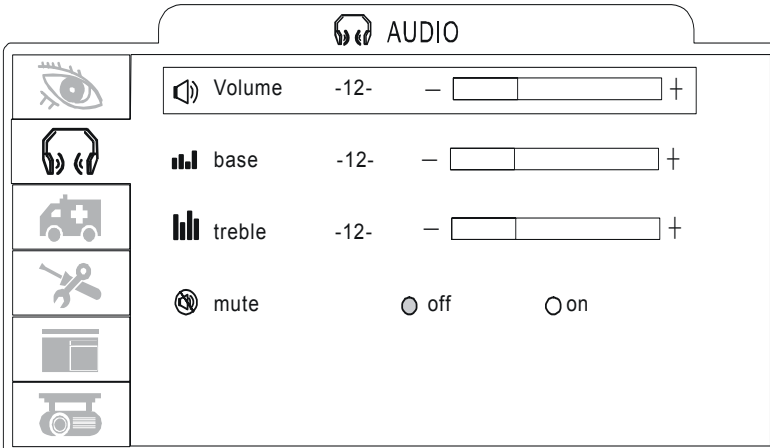 AUDIO
Volume -12- − +
base -12- − +
treble -12- − +
mute off on